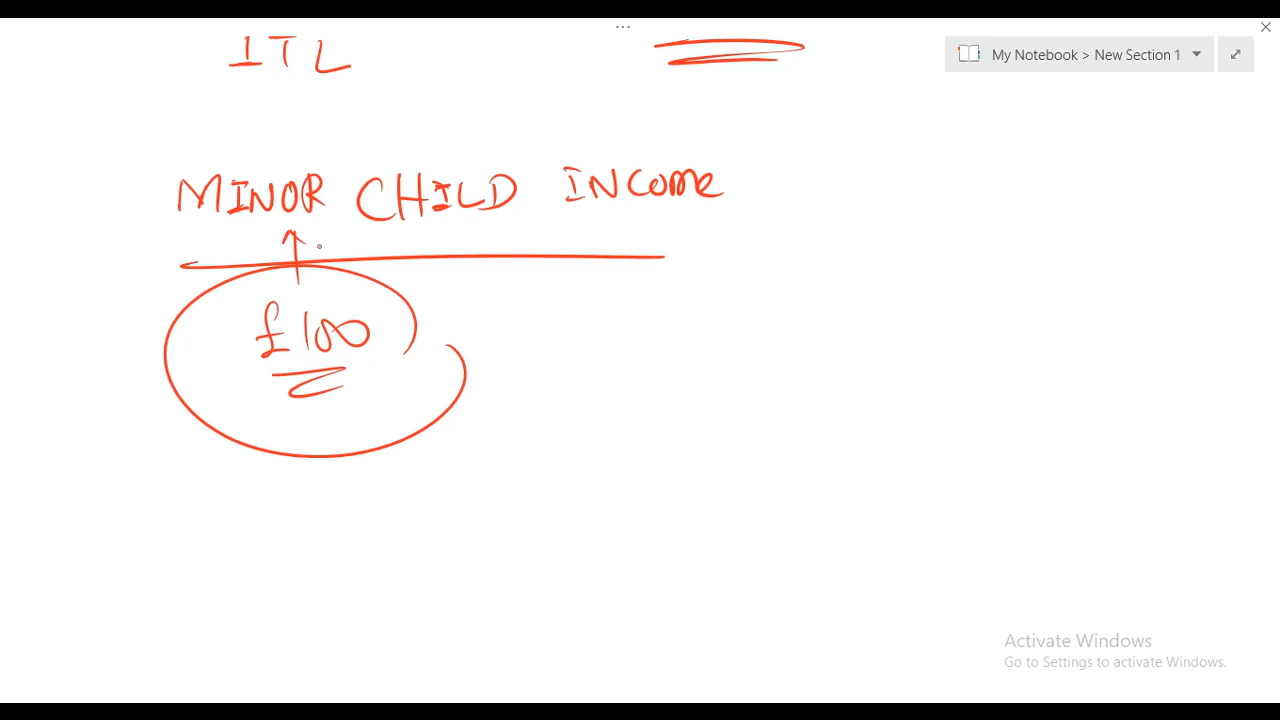 ITL
My Notebook > New Section 1
MINOR CHILD INCOME
£100
Activate Windows
Go to Settings to activate Windows.